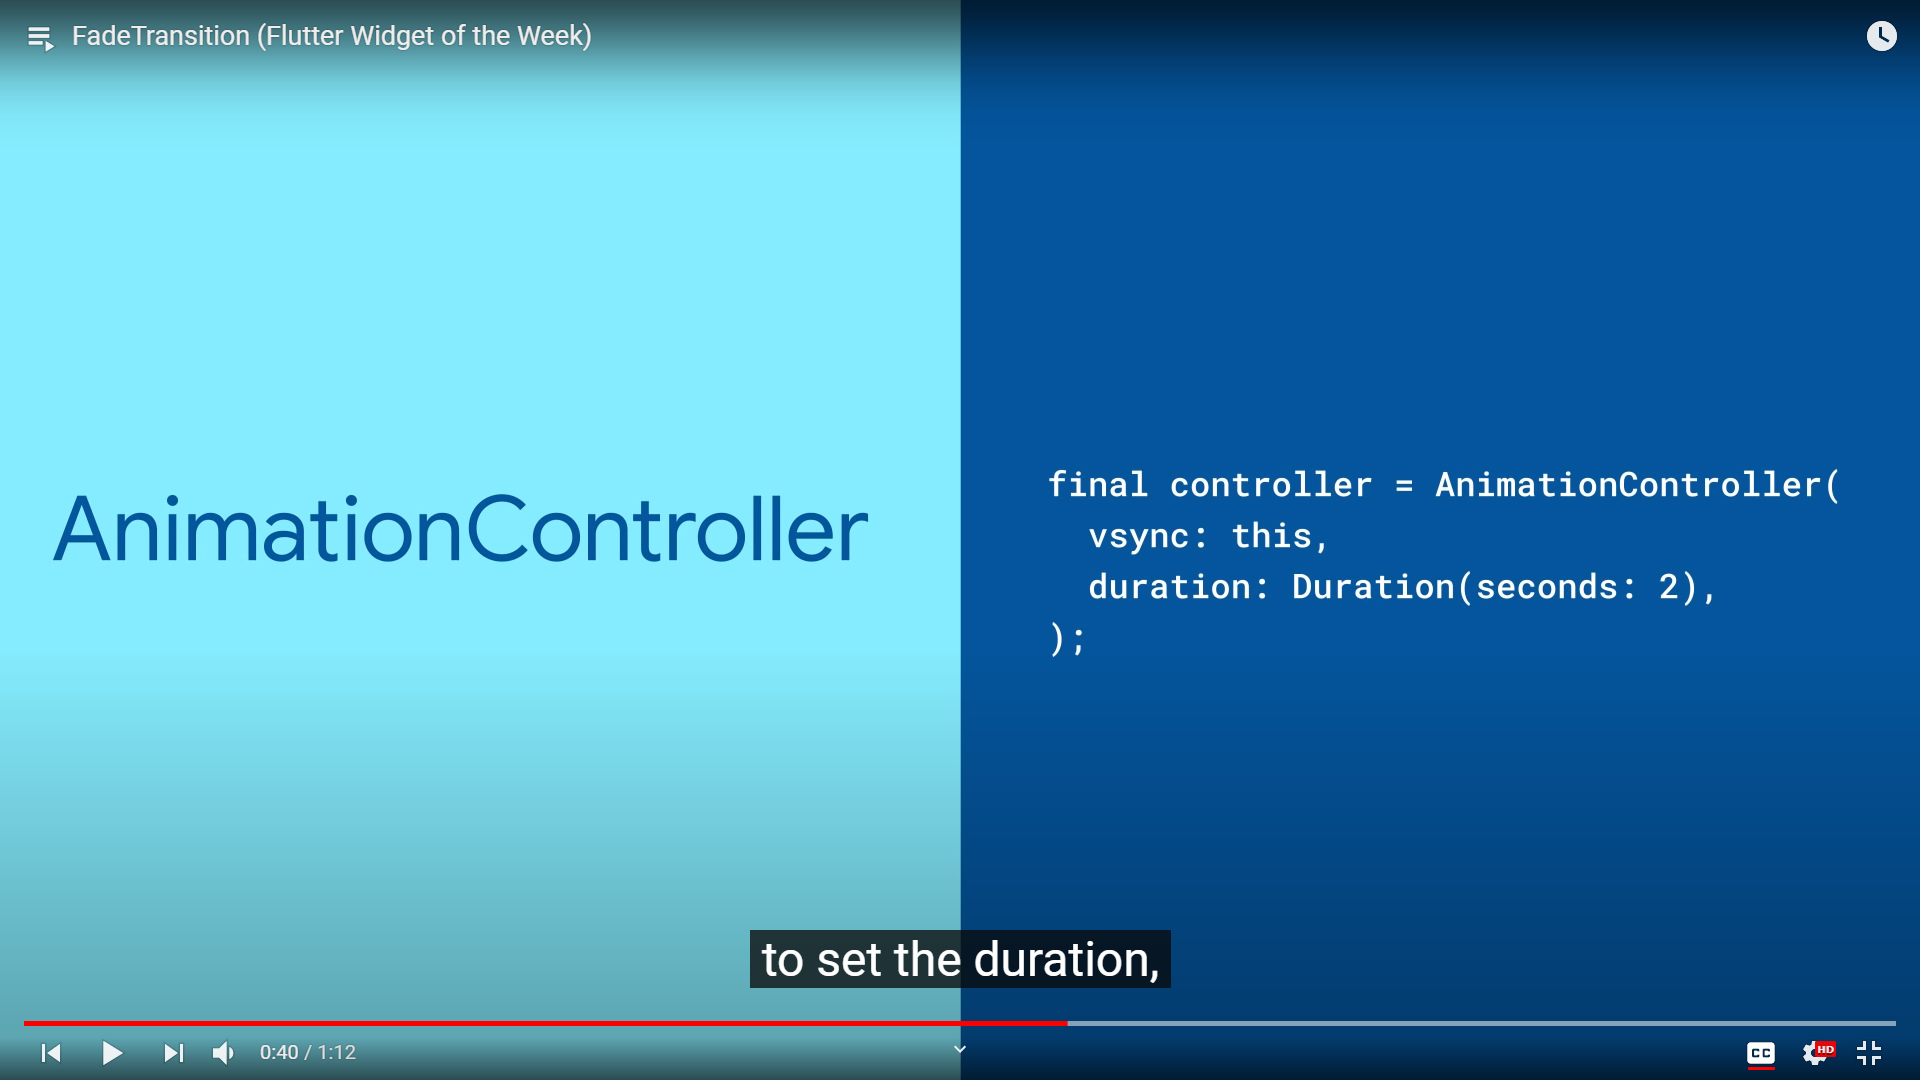 FadeTransition (Flutter Widget of the Week)
AnimationController
final controller = AnimationController(
  vsync: this,
  duration: Duration(seconds: 2),
);
to set the duration,
0:40 / 1:12
CC
HD